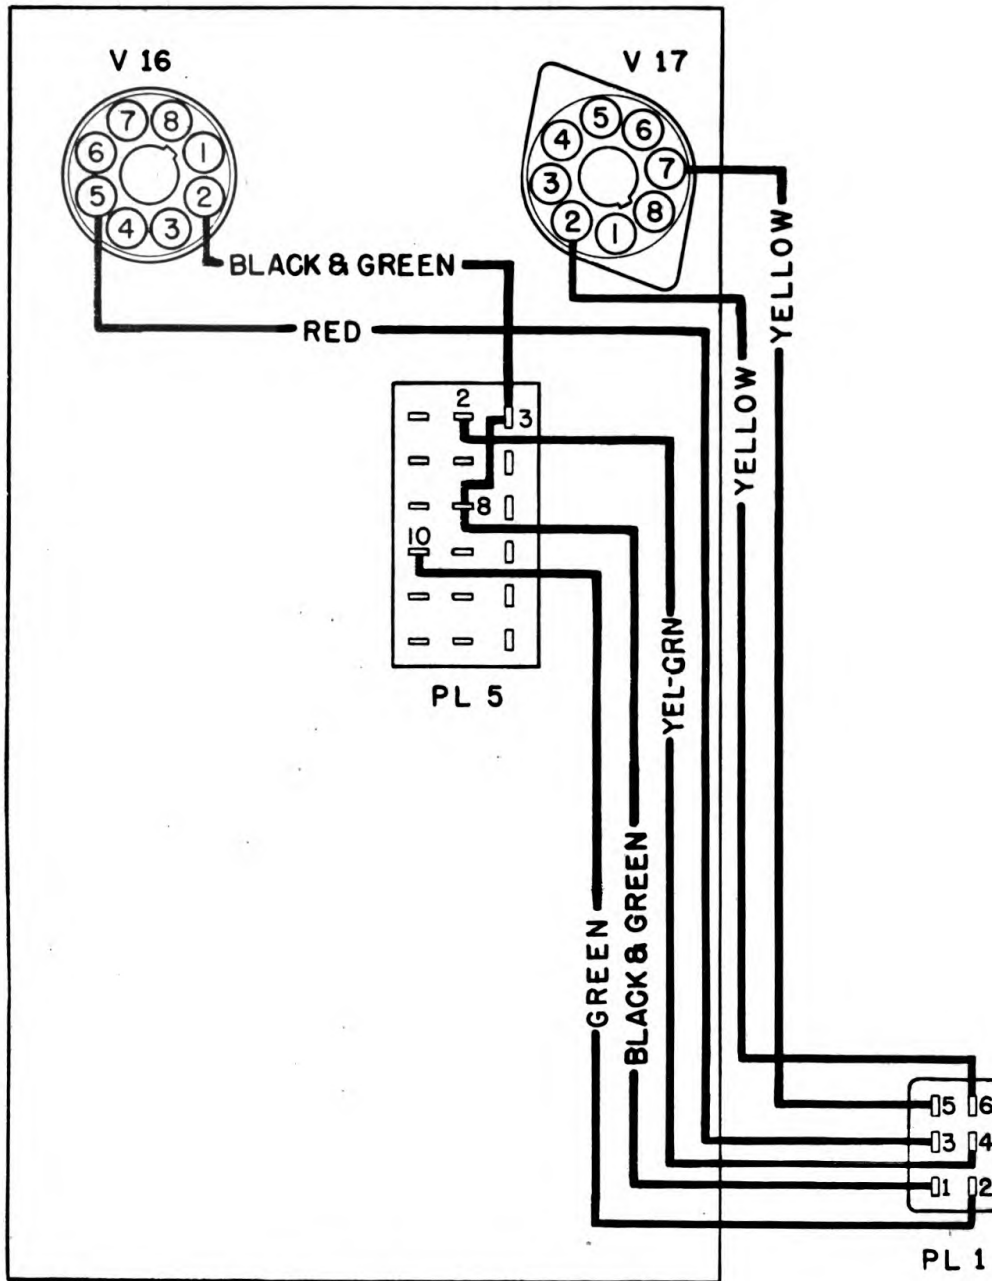 V 16
V 17
7 8
6 1
5 2
4 3
5 6
4 7
3 8
2 1
BLACK & GREEN
RED
YELLOW
YELLOW
2
3
8
10
PL 5
YEL-GRN
BLACK & GREEN
GREEN
5 6
3 4
1 2
PL 1